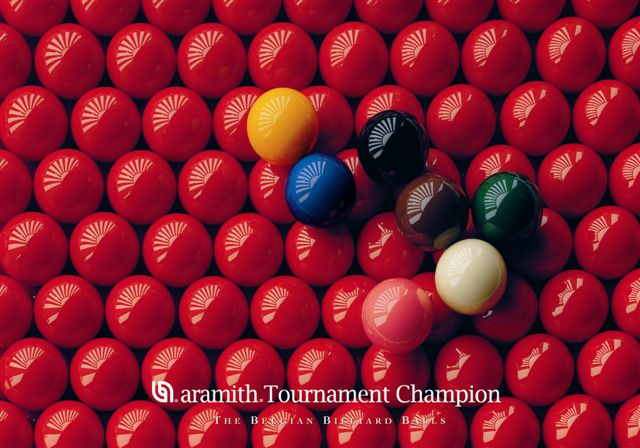 aramith® Tournament Champion
The Belgian Billiard Balls